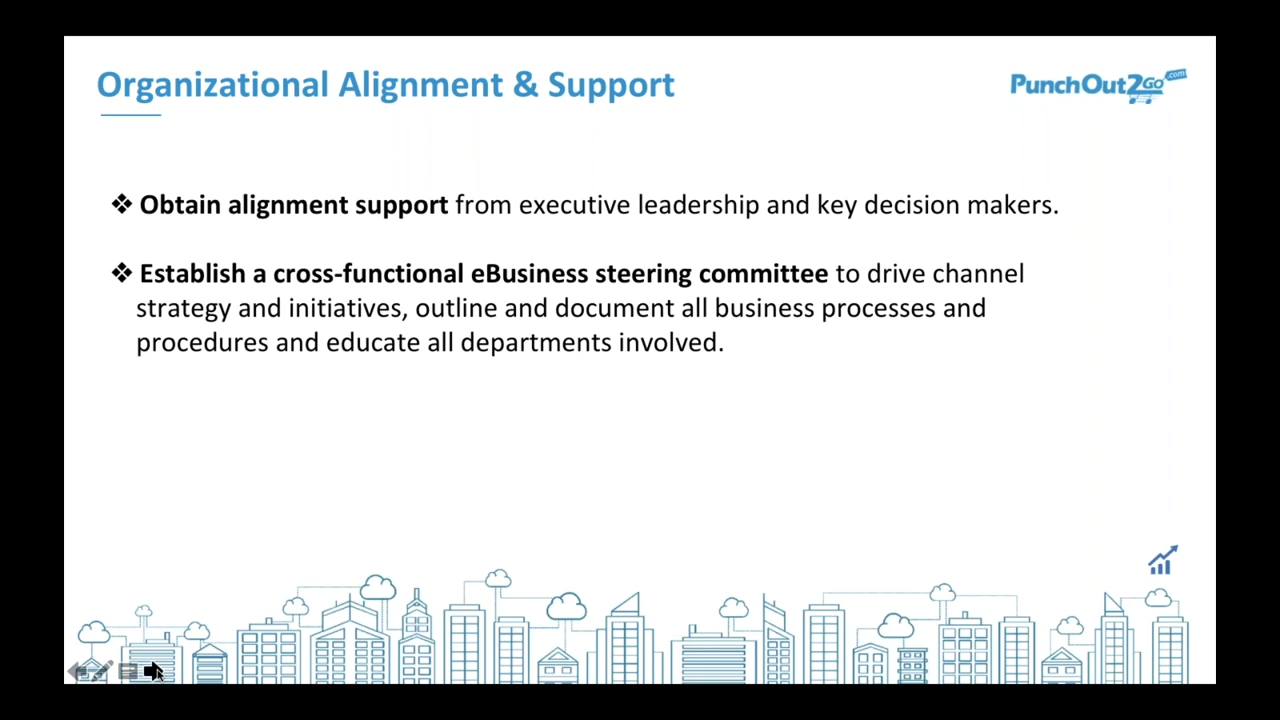 Organizational Alignment & Support
PunchOut2Go.com
❖ Obtain alignment support from executive leadership and key decision makers.
❖ Establish a cross-functional eBusiness steering committee to drive channel
strategy and initiatives, outline and document all business processes and
procedures and educate all departments involved.